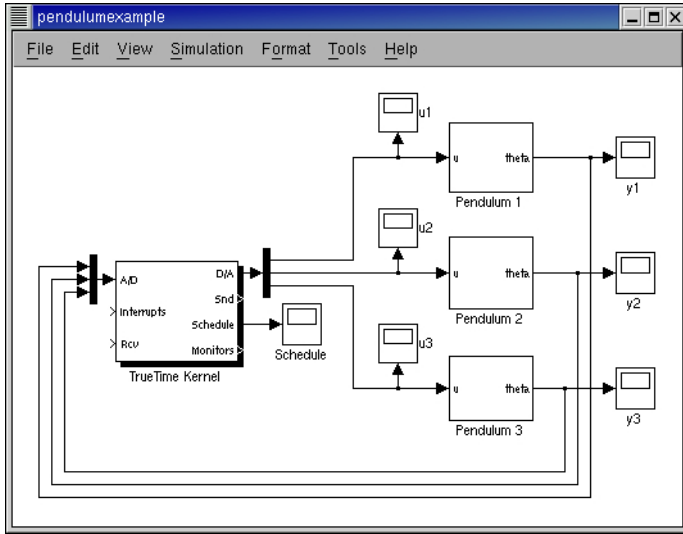 pendulumexample
File Edit View Simulation Format Tools Help
u1
u theta
Pendulum 1
y1
u2
u theta
Pendulum 2
y2
A/D D/A
Snd
Interrupts
Schedule
Rcv
Monitors
TrueTime Kernel
Schedule
u3
u theta
Pendulum 3
y3